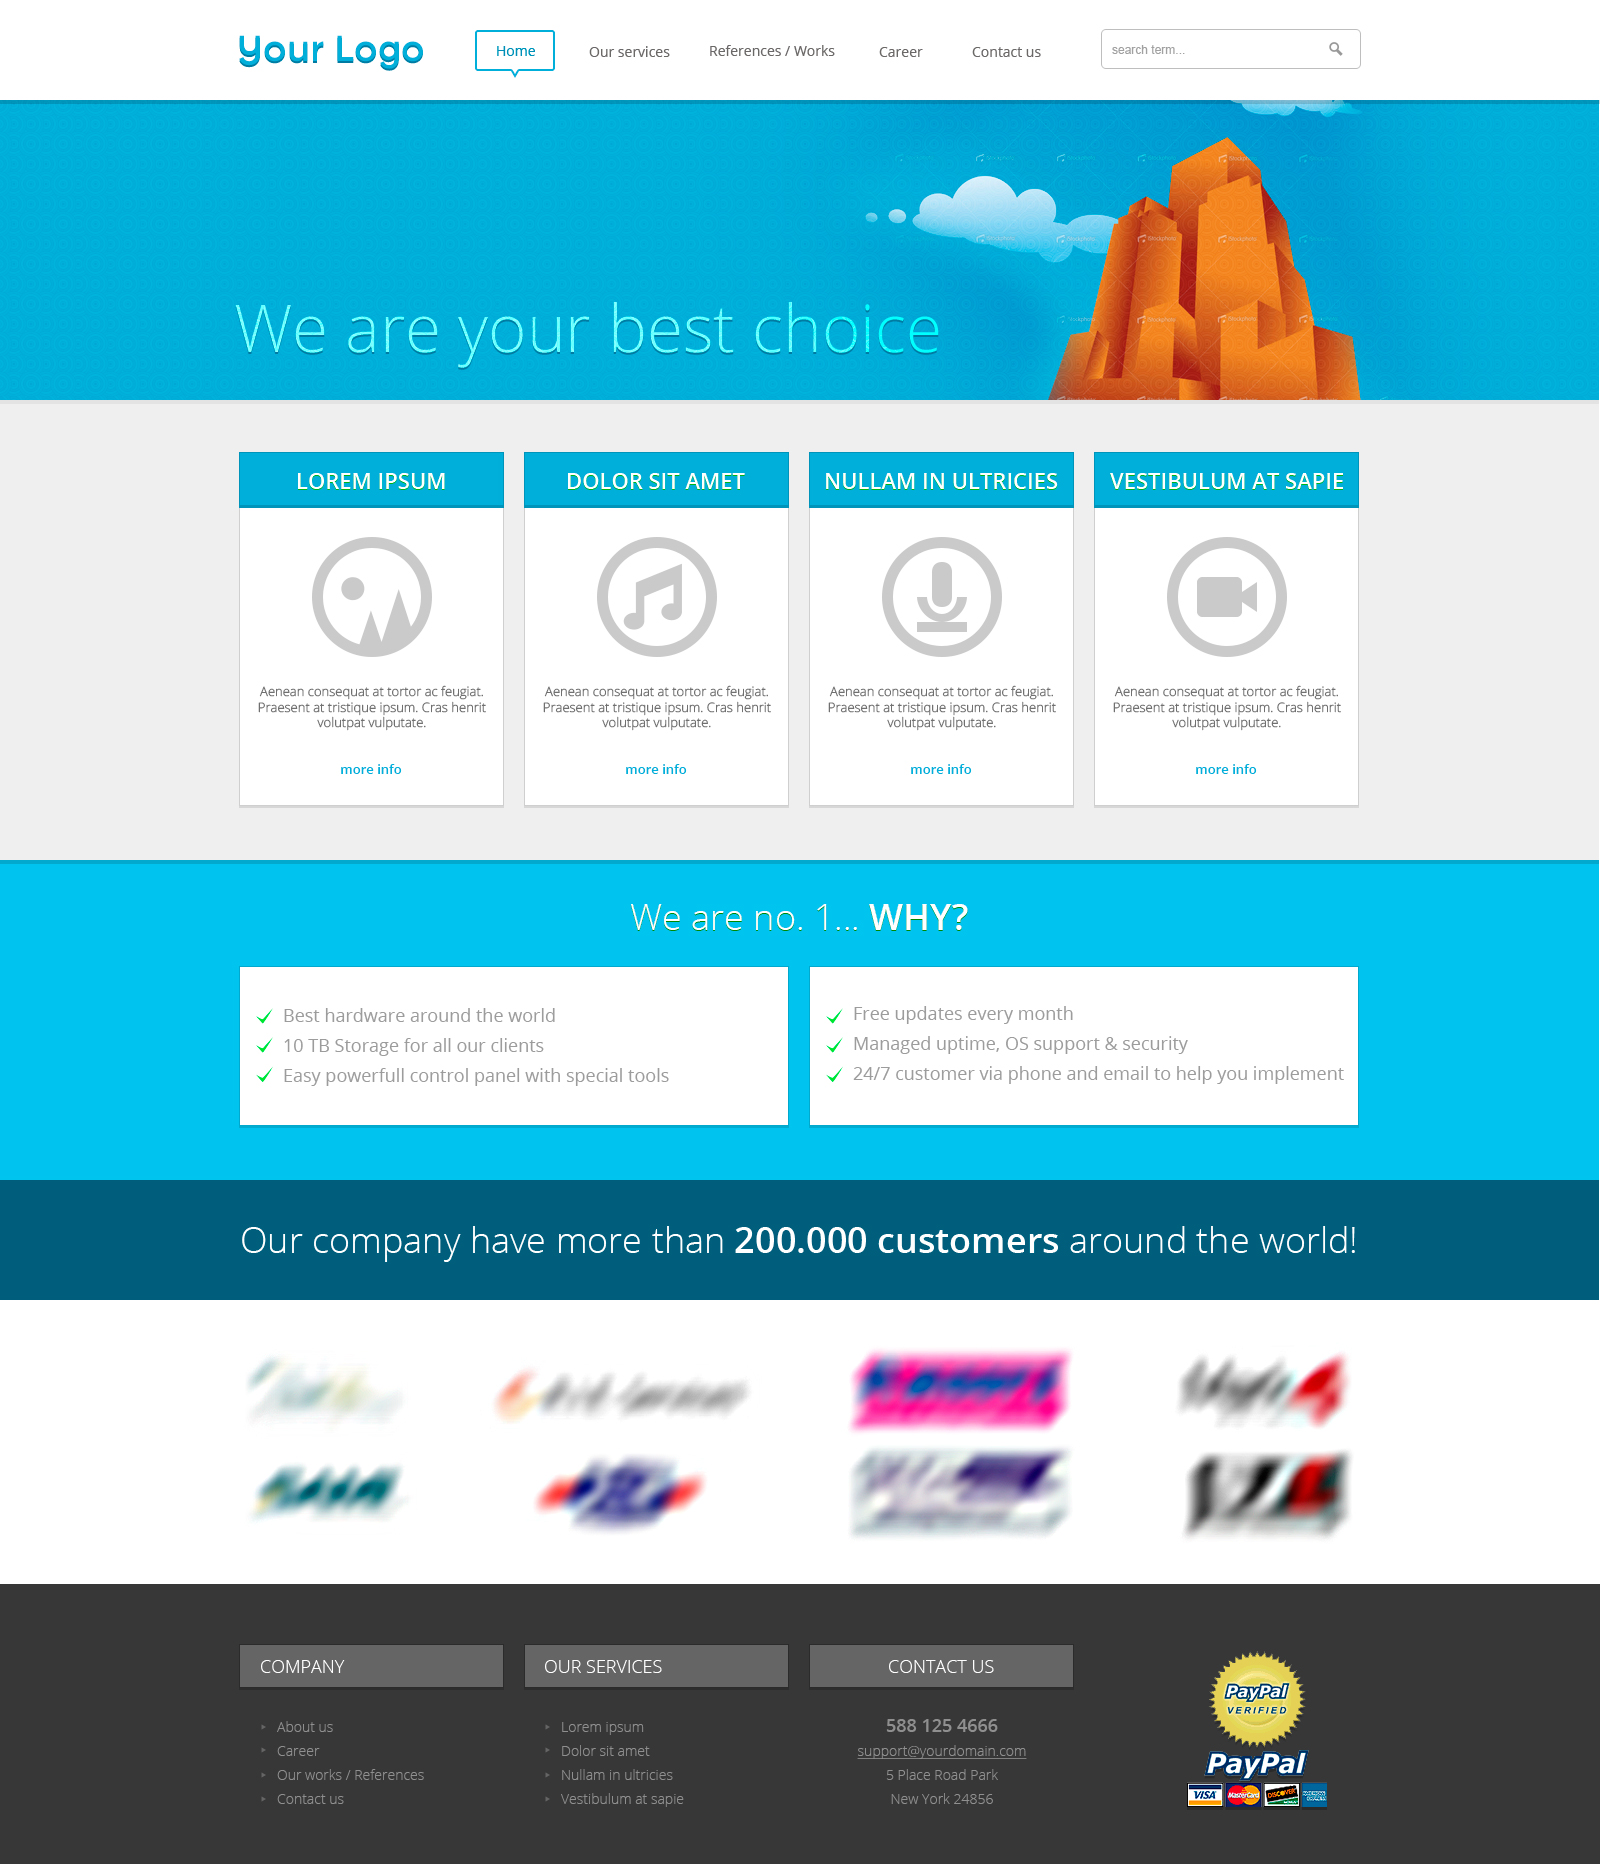 Your Logo
Home
Our services
References / Works
Career
Contact us
search term...
iStockphoto
We are your best choice
LOREM IPSUM
Aenean consequat at tortor ac feugiat.
Praesent at tristique ipsum. Cras henrit
volutpat vulputate.
more info
DOLOR SIT AMET
Aenean consequat at tortor ac feugiat.
Praesent at tristique ipsum. Cras henrit
volutpat vulputate.
more info
NULLAM IN ULTRICIES
Aenean consequat at tortor ac feugiat.
Praesent at tristique ipsum. Cras henrit
volutpat vulputate.
more info
VESTIBULUM AT SAPIE
Aenean consequat at tortor ac feugiat.
Praesent at tristique ipsum. Cras henrit
volutpat vulputate.
more info
We are no. 1... WHY?
Best hardware around the world
10 TB Storage for all our clients
Easy powerfull control panel with special tools
Free updates every month
Managed uptime, OS support & security
24/7 customer via phone and email to help you implement
Our company have more than 200.000 customers around the world!
COMPANY
About us
Career
Our works / References
Contact us
OUR SERVICES
Lorem ipsum
Dolor sit amet
Nullam in ultricies
Vestibulum at sapie
CONTACT US
588 125 4666
support@yourdomain.com
5 Place Road Park
New York 24856
PayPal
VERIFIED
PayPal
VISA
MasterCard
DISCOVER
AMERICAN
EXPRESS